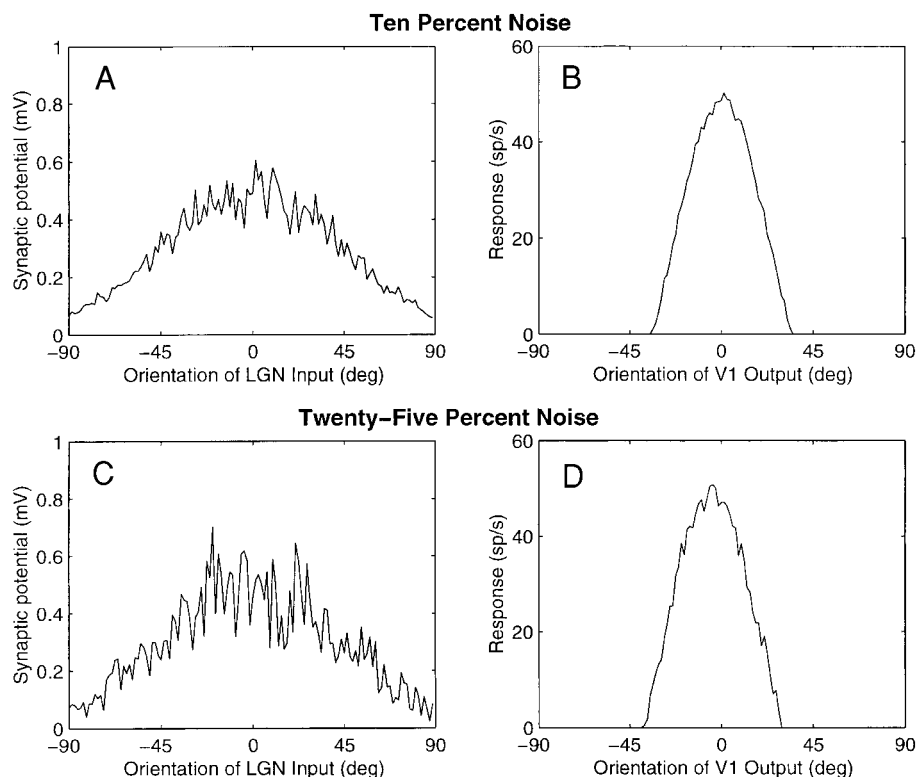 Ten Percent Noise
A
Synaptic potential (mV)
1
0.8
0.6
0.4
0.2
0
−90 −45 0 45 90
Orientation of LGN Input (deg)
B
Response (sp/s)
60
40
20
0
−90 −45 0 45 90
Orientation of V1 Output (deg)
Twenty−Five Percent Noise
C
Synaptic potential (mV)
1
0.8
0.6
0.4
0.2
0
−90 −45 0 45 90
Orientation of LGN Input (deg)
D
Response (sp/s)
60
40
20
0
−90 −45 0 45 90
Orientation of V1 Output (deg)